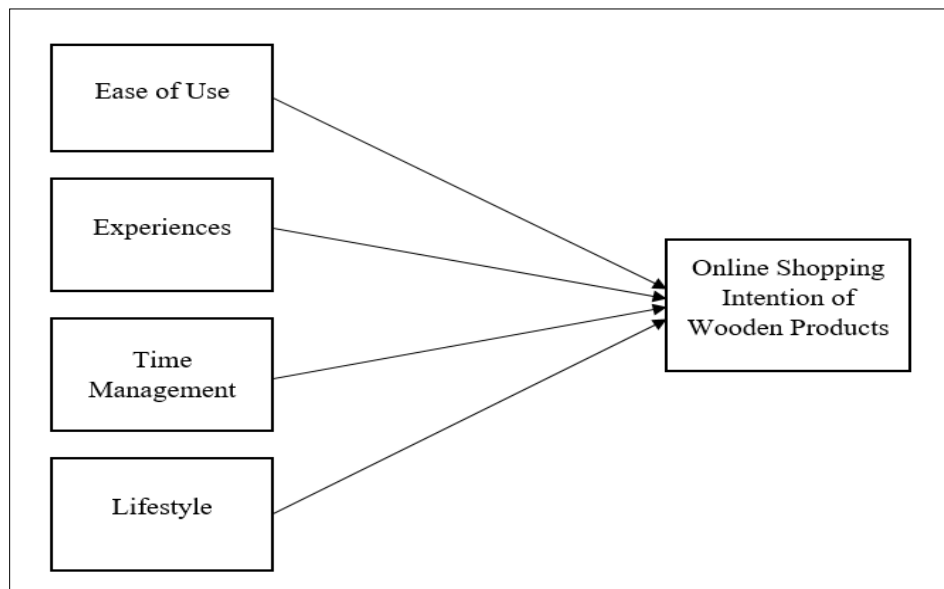 Ease of Use
Experiences
Time
Management
Lifestyle
Online Shopping
Intention of
Wooden Products